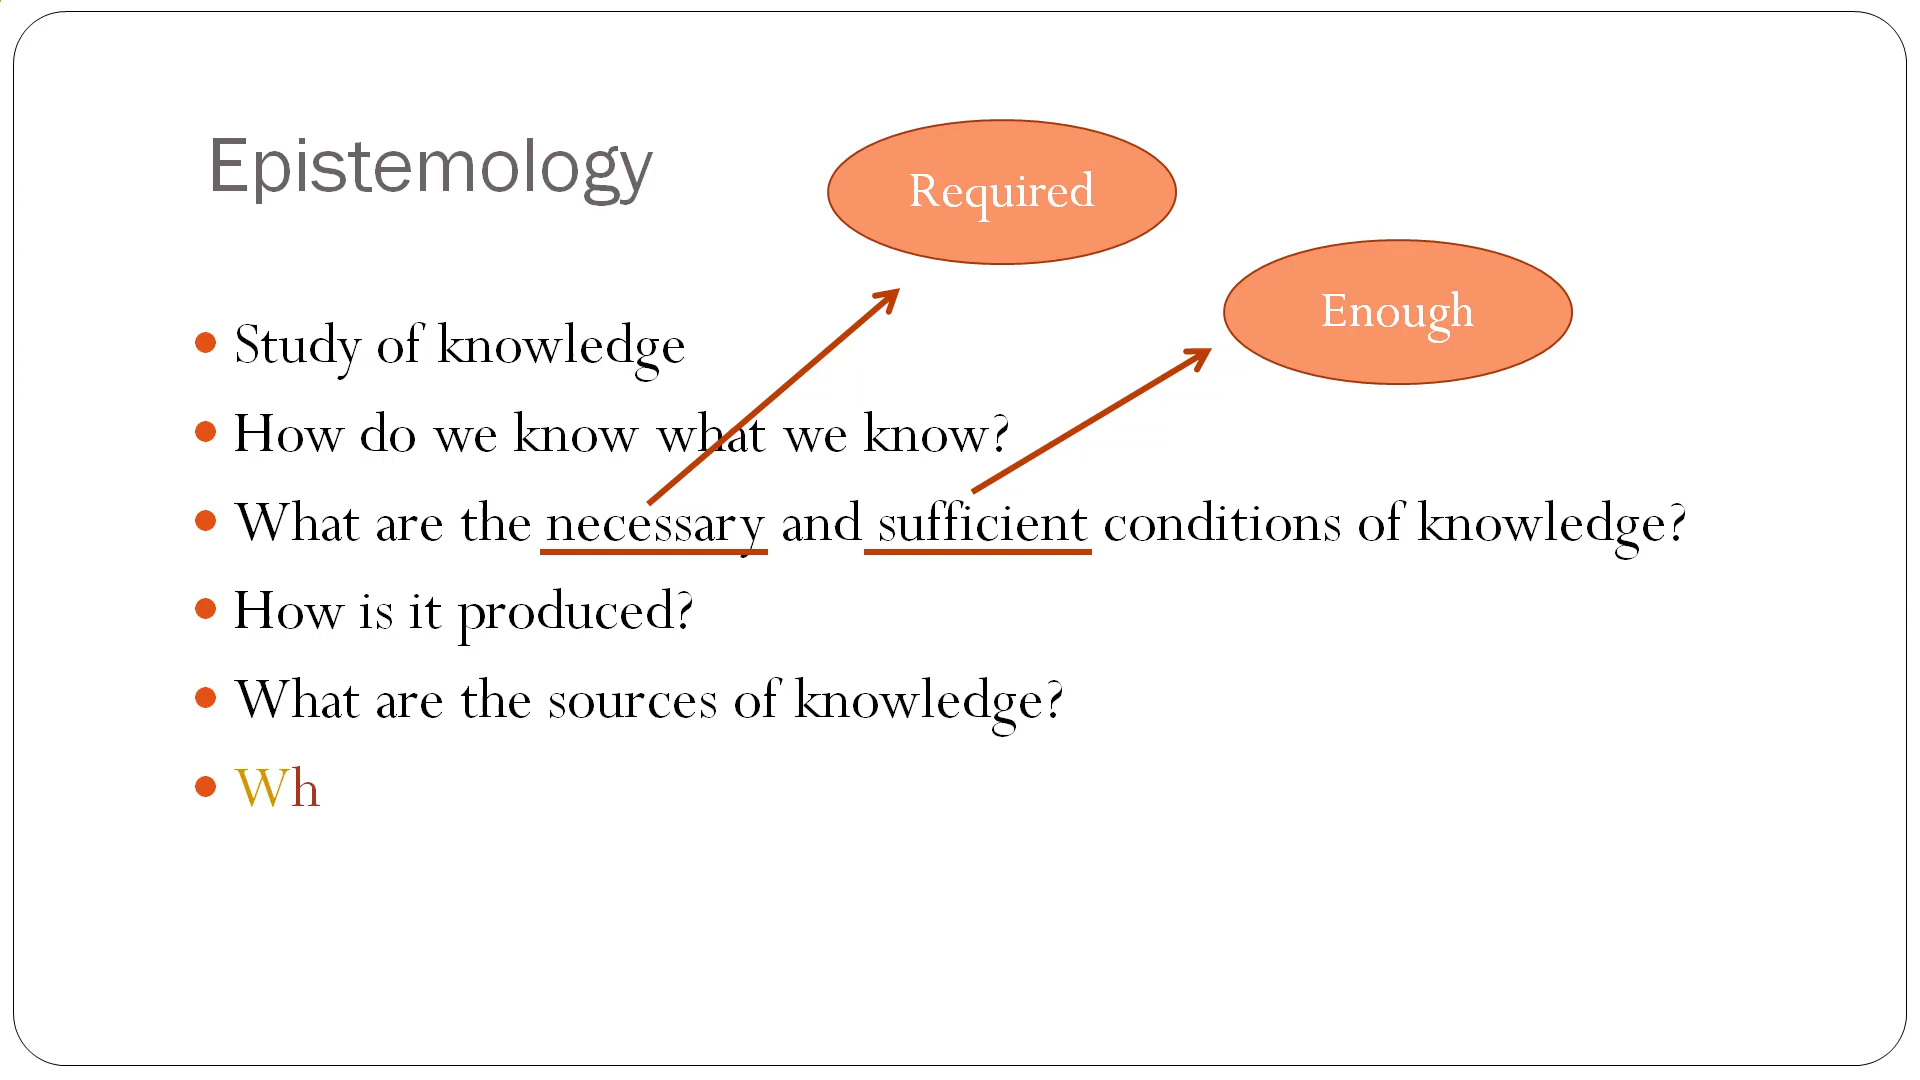 Epistemology
Required
Enough
Study of knowledge
How do we know what we know?
What are the necessary and sufficient conditions of knowledge?
How is it produced?
What are the sources of knowledge?
Wh